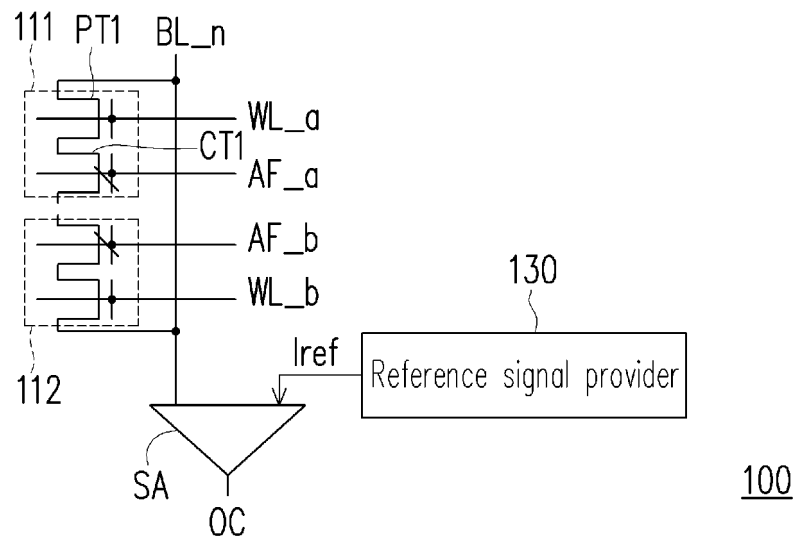 111
PT1
BL_n
WL_a
CT1
AF_a
AF_b
WL_b
130
Iref
Reference signal provider
112
SA
OC
100